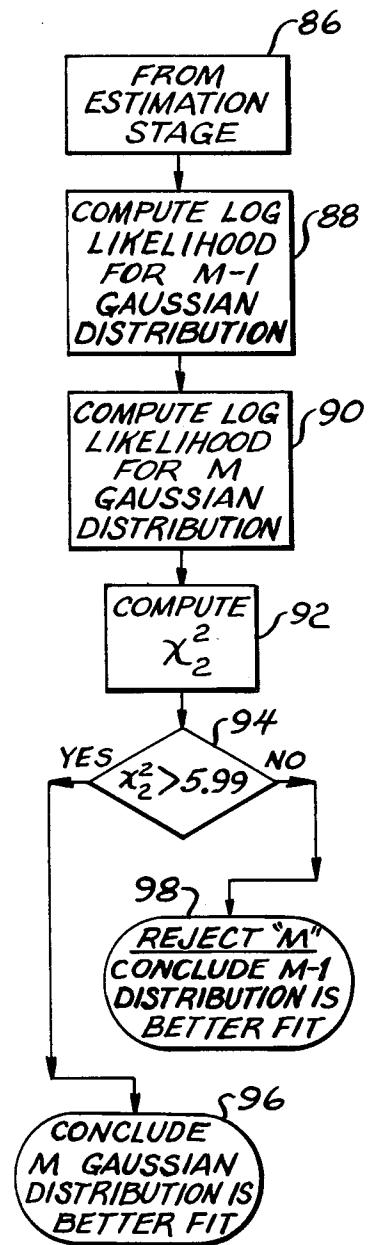 86
FROM
ESTIMATION
STAGE
88
COMPUTE LOG
LIKELIHOOD
FOR M-1
GAUSSIAN
DISTRIBUTION
90
COMPUTE LOG
LIKELIHOOD
FOR M
GAUSSIAN
DISTRIBUTION
92
COMPUTE
χ²₂
94
YES
χ²₂ > 5.99
NO
98
REJECT "M"
CONCLUDE M-1
DISTRIBUTION IS
BETTER FIT
96
CONCLUDE
M GAUSSIAN
DISTRIBUTION IS
BETTER FIT